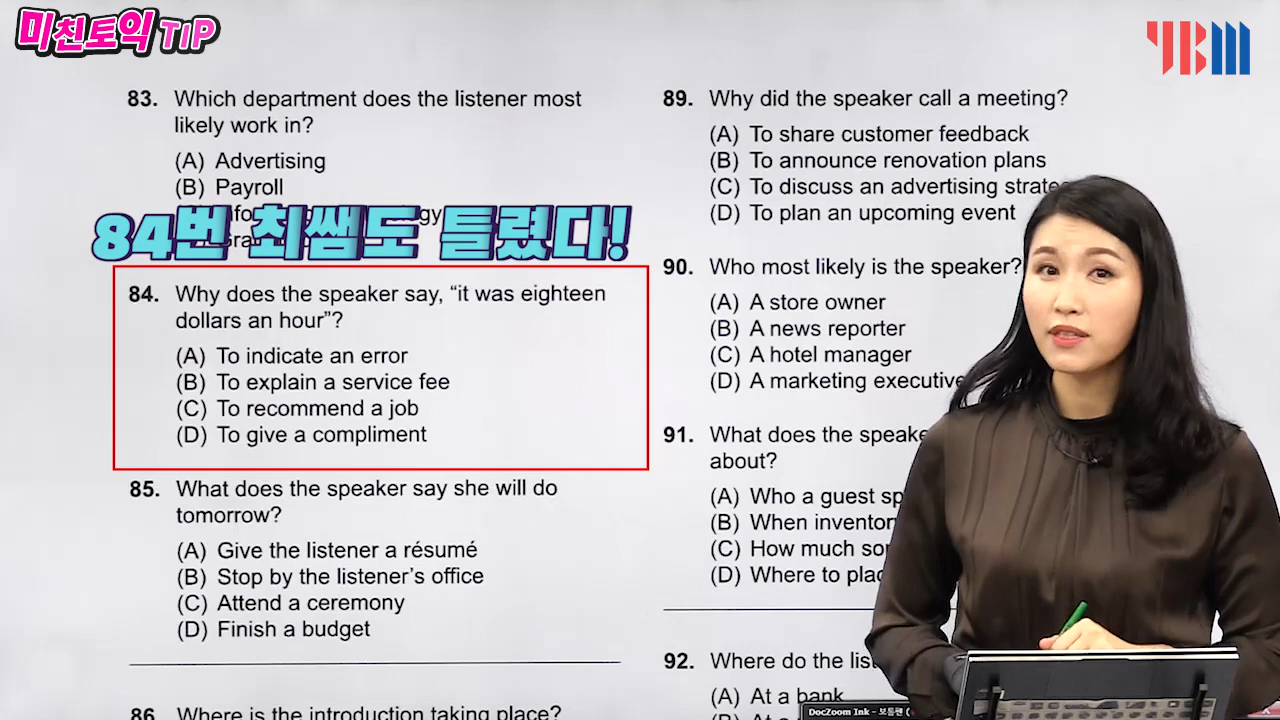 미친토익 TIP
YBM
83. Which department does the listener most
likely work in?
(A) Advertising
(B) Payroll
84번 최쌤도 틀렸다!
84. Why does the speaker say, “it was eighteen
dollars an hour”?
(A) To indicate an error
(B) To explain a service fee
(C) To recommend a job
(D) To give a compliment
85. What does the speaker say she will do
tomorrow?
(A) Give the listener a résumé
(B) Stop by the listener’s office
(C) Attend a ceremony
(D) Finish a budget
86. Where is the introduction taking place?
89. Why did the speaker call a meeting?
(A) To share customer feedback
(B) To announce renovation plans
(C) To discuss an advertising
(D) To plan an upcoming event
90. Who most likely is the speaker?
(A) A store owner
(B) A news reporter
(C) A hotel manager
(D) A marketing executive
91. What does the
about?
(A) Who a guest
(B) When
(C) How much
(D) Where to
92. Where do the
(A) At a bank
DocZoom Ink - 보통펜